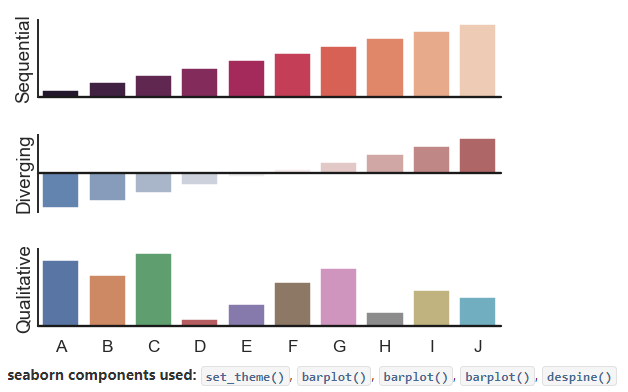 Sequential
Diverging
Qualitative
A B C D E F G H I J
seaborn components used: set_theme(), barplot(), barplot(), barplot(), despine()